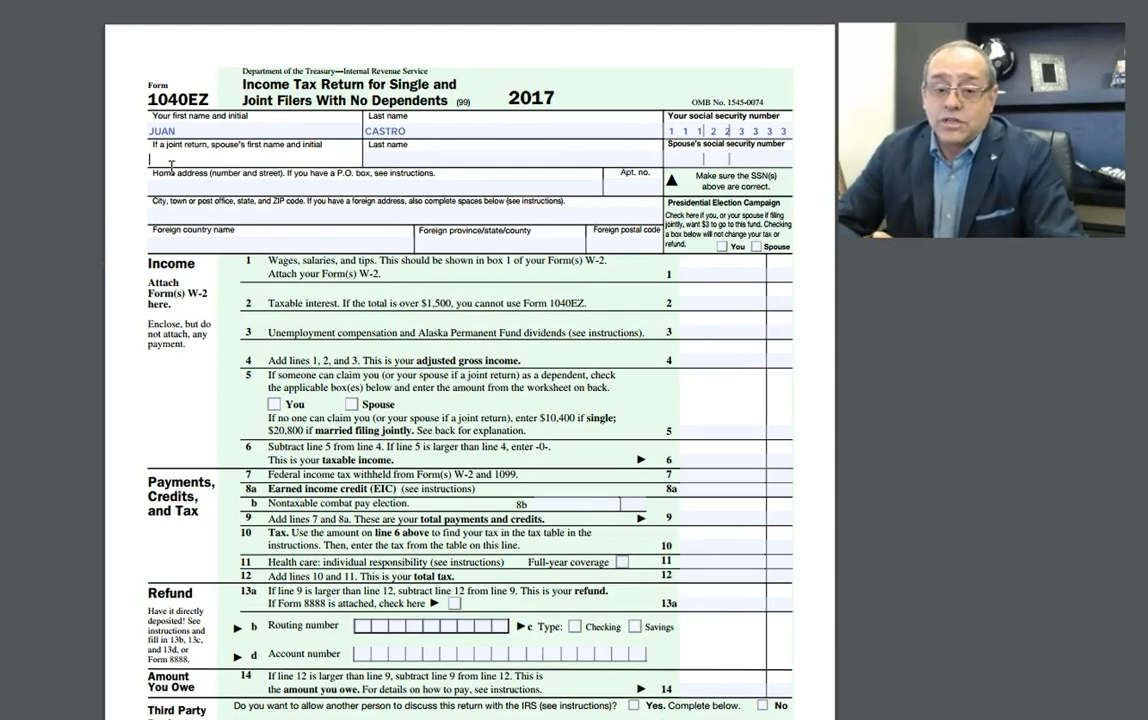 Department of the Treasury—Internal Revenue Service
Form
1040EZ
Income Tax Return for Single and
Joint Filers With No Dependents (99)
2017
OMB No. 1545-0074
Your first name and initial
Last name
Your social security number
JUAN
CASTRO
1 1 1 2 2 3 3 3 3
If a joint return, spouse's first name and initial
Last name
Spouse's social security number
Home address (number and street). If you have a P.O. box, see instructions.
Apt. no.
Make sure the SSN(s)
above are correct.
City, town or post office, state, and ZIP code. If you have a foreign address, also complete spaces below (see instructions).
Presidential Election Campaign
Check here if you, or your spouse if filing
jointly, want $3 to go to this fund. Checking
a box below will not change your tax or
refund.
You
Spouse
Foreign country name
Foreign province/state/county
Foreign postal code
Income
Attach
Form(s) W-2
here.
Enclose, but do
not attach, any
payment.
1 Wages, salaries, and tips. This should be shown in box 1 of your Form(s) W-2.
Attach your Form(s) W-2. 1
2 Taxable interest. If the total is over $1,500, you cannot use Form 1040EZ. 2
3 Unemployment compensation and Alaska Permanent Fund dividends (see instructions). 3
4 Add lines 1, 2, and 3. This is your adjusted gross income. 4
5 If someone can claim you (or your spouse if a joint return) as a dependent, check
the applicable box(es) below and enter the amount from the worksheet on back.
You Spouse
If no one can claim you (or your spouse if a joint return), enter $10,400 if single;
$20,800 if married filing jointly. See back for explanation. 5
6 Subtract line 5 from line 4. If line 5 is larger than line 4, enter -0-.
This is your taxable income. ▶ 6
Payments,
Credits,
and Tax
7 Federal income tax withheld from Form(s) W-2 and 1099. 7
8a Earned income credit (EIC) (see instructions) 8a
b Nontaxable combat pay election. 8b
9 Add lines 7 and 8a. These are your total payments and credits. ▶ 9
10 Tax. Use the amount on line 6 above to find your tax in the tax table in the
instructions. Then, enter the tax from the table on this line. 10
11 Health care: individual responsibility (see instructions) Full-year coverage 11
12 Add lines 10 and 11. This is your total tax. 12
Refund
Have it directly
deposited! See
instructions and
fill in 13b, 13c,
and 13d, or
Form 8888.
13a If line 9 is larger than line 12, subtract line 12 from line 9. This is your refund.
If Form 8888 is attached, check here ▶ 13a
▶ b Routing number ▶ c Type: Checking Savings
▶ d Account number
Amount
You Owe
14 If line 12 is larger than line 9, subtract line 9 from line 12. This is
the amount you owe. For details on how to pay, see instructions. ▶ 14
Third Party
Do you want to allow another person to discuss this return with the IRS (see instructions)? Yes. Complete below. No